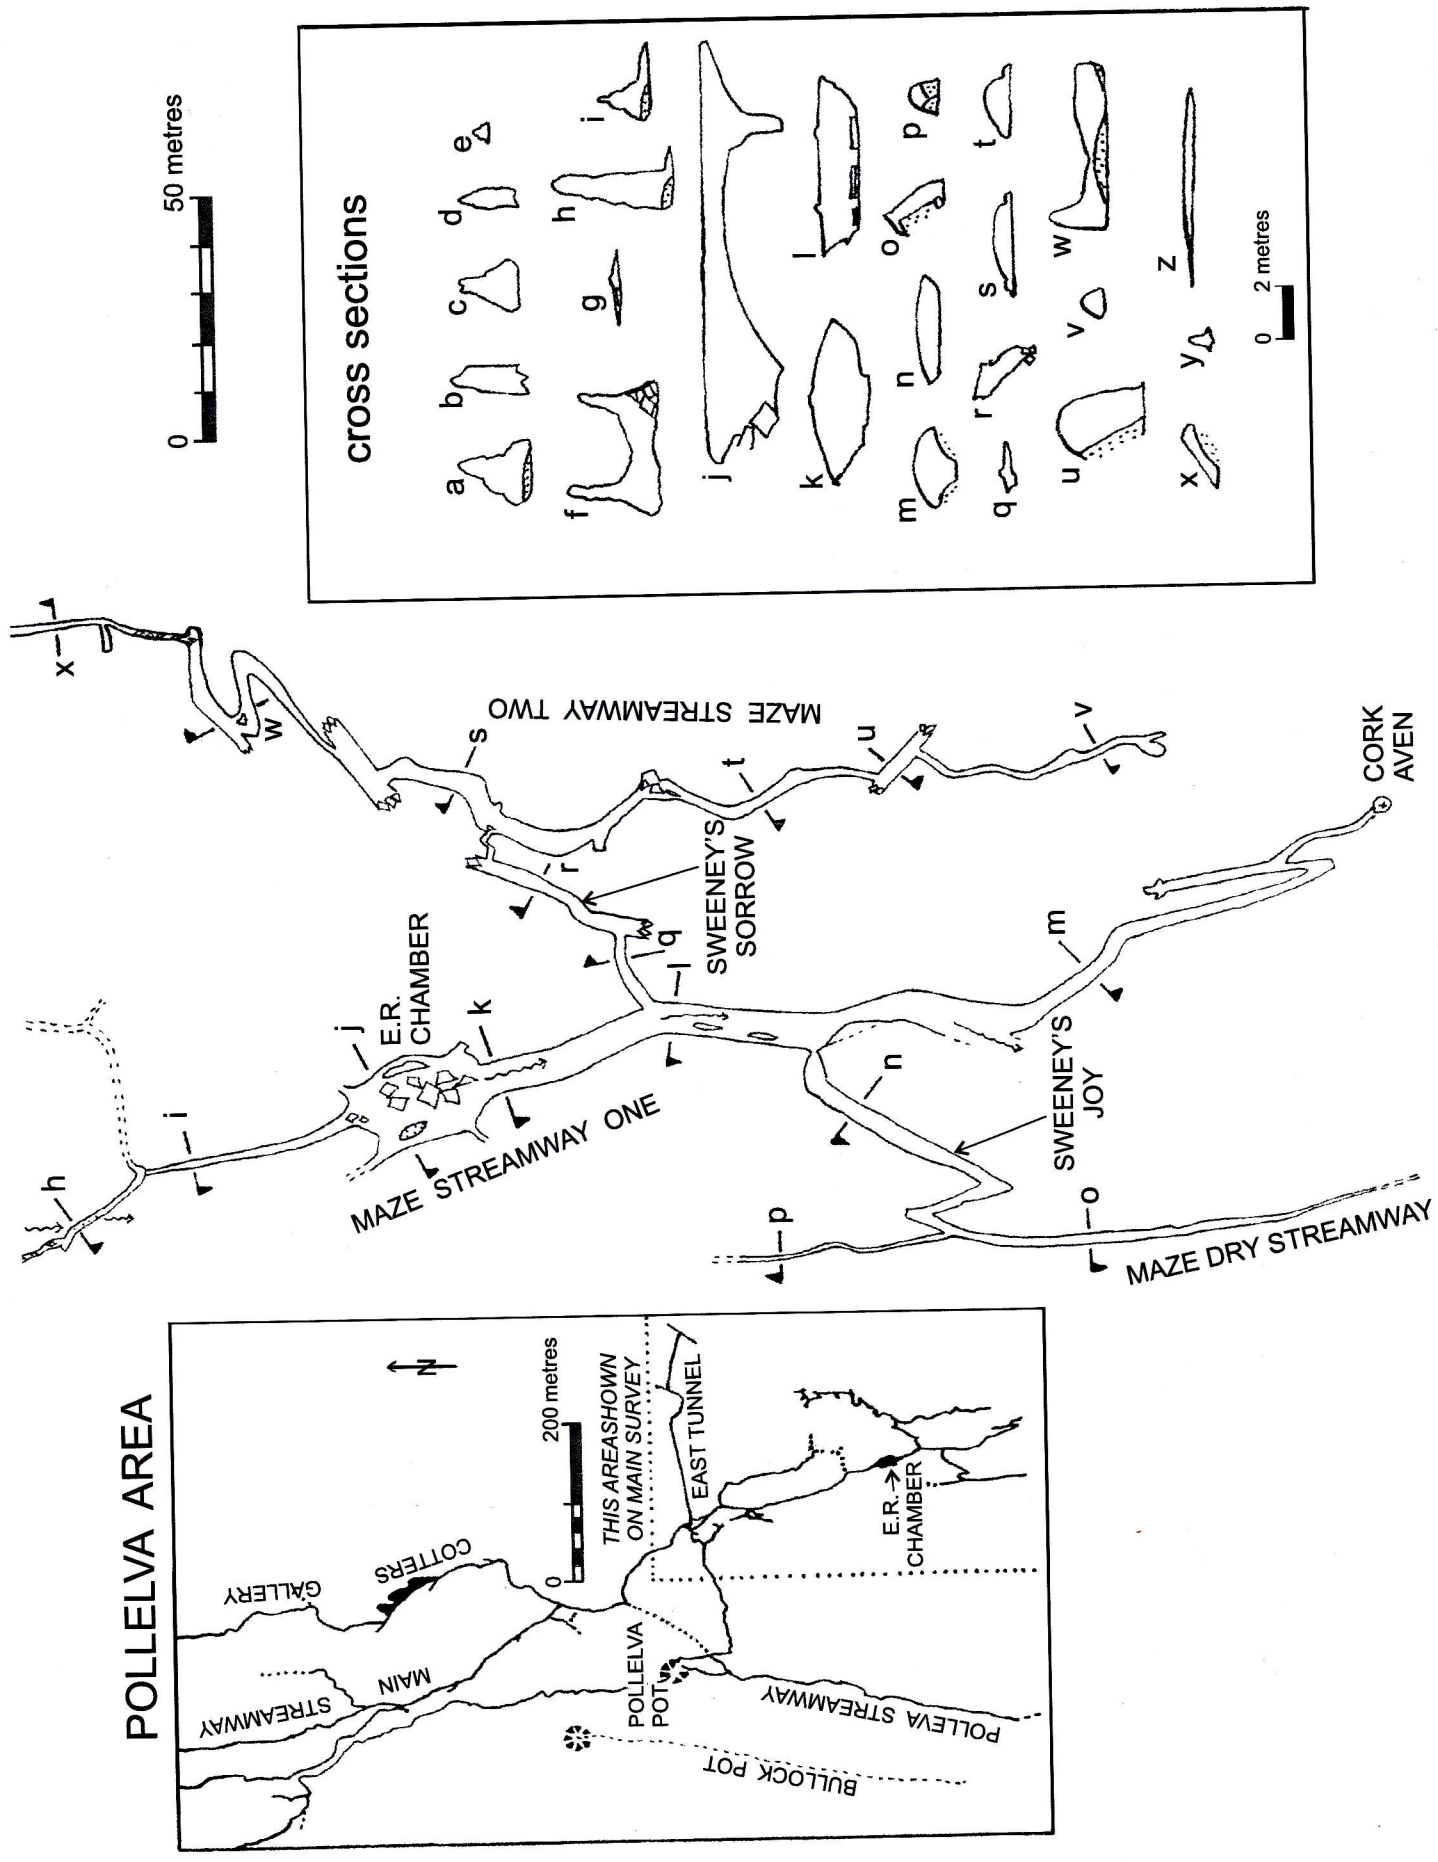 POLLELVA AREA
GALLERY
COTTERS
STREAMWAY
MAIN
N
0
200 metres
THIS AREASHOWN
ON MAIN SURVEY
EAST TUNNEL
POLLELVA
POT
POLLEVA STREAMWAY
BULLOCK POT
E.R.
CHAMBER
h
i
j
E.R.
CHAMBER
k
MAZE STREAMWAY ONE
l
q
SWEENEY'S
SORROW
r
s
MAZE STREAMWAY TWO
t
u
v
w
x
m
n
SWEENEY'S
JOY
o
p
MAZE DRY STREAMWAY
CORK
AVEN
0
50 metres
cross sections
a
b
c
d
e
f
g
h
i
j
k
l
m
n
o
p
q
r
s
t
u
v
w
x
y
z
0
2 metres